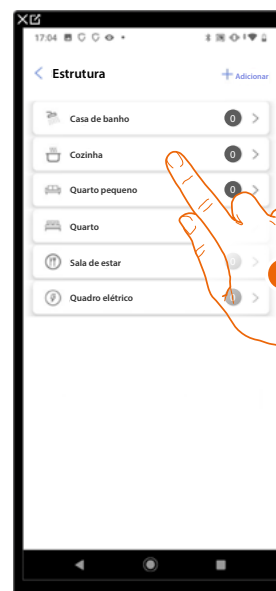 17:04
Estrutura
Adicionar
Casa de banho 0
Cozinha 0
Quarto pequeno 0
Quarto
Sala de estar 0
Quadro elétrico